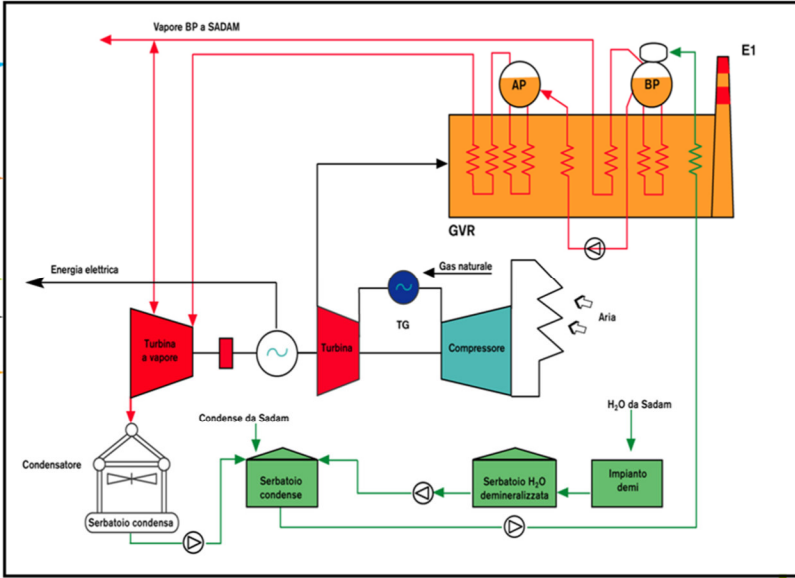 Vapore BP a SADAM
E1
AP
BP
GVR
Energia elettrica
Gas naturale
TG
Aria
Turbina
a vapore
Turbina
Compressore
Condense da Sadam
H₂O da Sadam
Condensatore
Serbatoio
condense
Serbatoio H₂O
demineralizzata
Impianto
demi
Serbatoio condensa